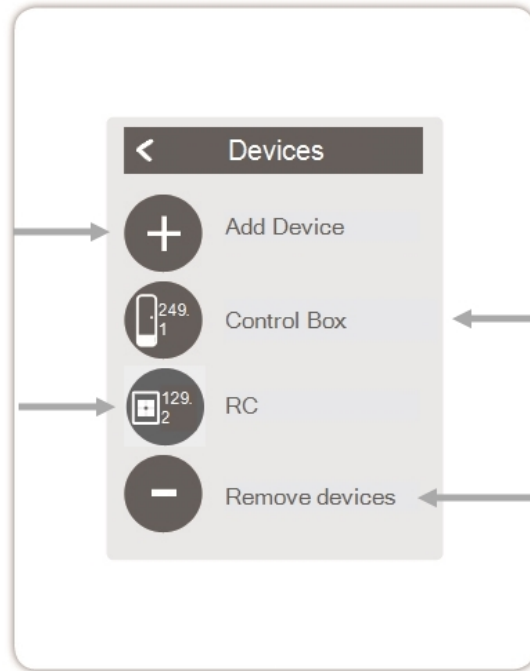 Devices
+
Add Device
249.
1
Control Box
129.
2
RC
-
Remove devices